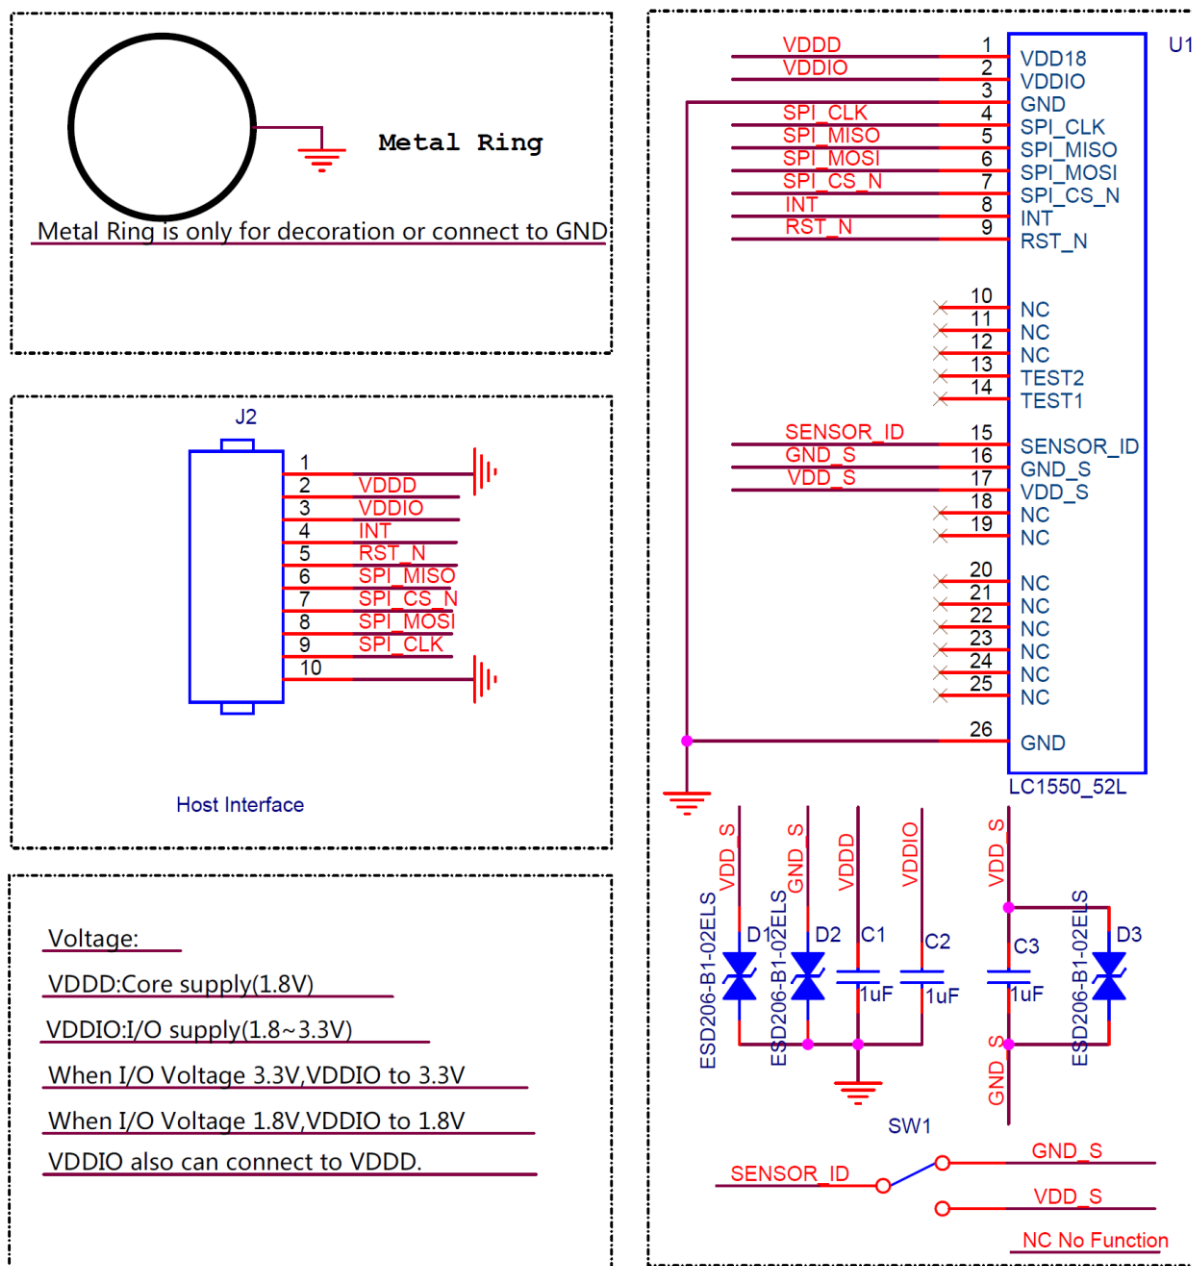 Metal Ring
Metal Ring is only for decoration or connect to GND
J2
1
2 VDDD
3 VDDIO
4 INT
5 RST_N
6 SPI_MISO
7 SPI_CS_N
8 SPI_MOSI
9 SPI_CLK
10
Host Interface
Voltage:
VDDD:Core supply(1.8V)
VDDIO:I/O supply(1.8~3.3V)
When I/O Voltage 3.3V,VDDIO to 3.3V
When I/O Voltage 1.8V,VDDIO to 1.8V
VDDIO also can connect to VDDD.
U1
VDDD 1 VDD18
VDDIO 2 VDDIO
3 GND
SPI_CLK 4 SPI_CLK
SPI_MISO 5 SPI_MISO
SPI_MOSI 6 SPI_MOSI
SPI_CS_N 7 SPI_CS_N
INT 8 INT
RST_N 9 RST_N
10 NC
11 NC
12 NC
13 TEST2
14 TEST1
SENSOR_ID 15 SENSOR_ID
GND_S 16 GND_S
VDD_S 17 VDD_S
18 NC
19 NC
20 NC
21 NC
22 NC
23 NC
24 NC
25 NC
26 GND
LC1550_52L
VDD_S
GND_S
VDDD
VDDIO
VDD_S
ESD206-B1-02ELS
D1
ESD206-B1-02ELS
D2
C1
1uF
C2
1uF
C3
1uF
ESD206-B1-02ELS
D3
GND_S
SW1
SENSOR_ID
GND_S
VDD_S
NC No Function